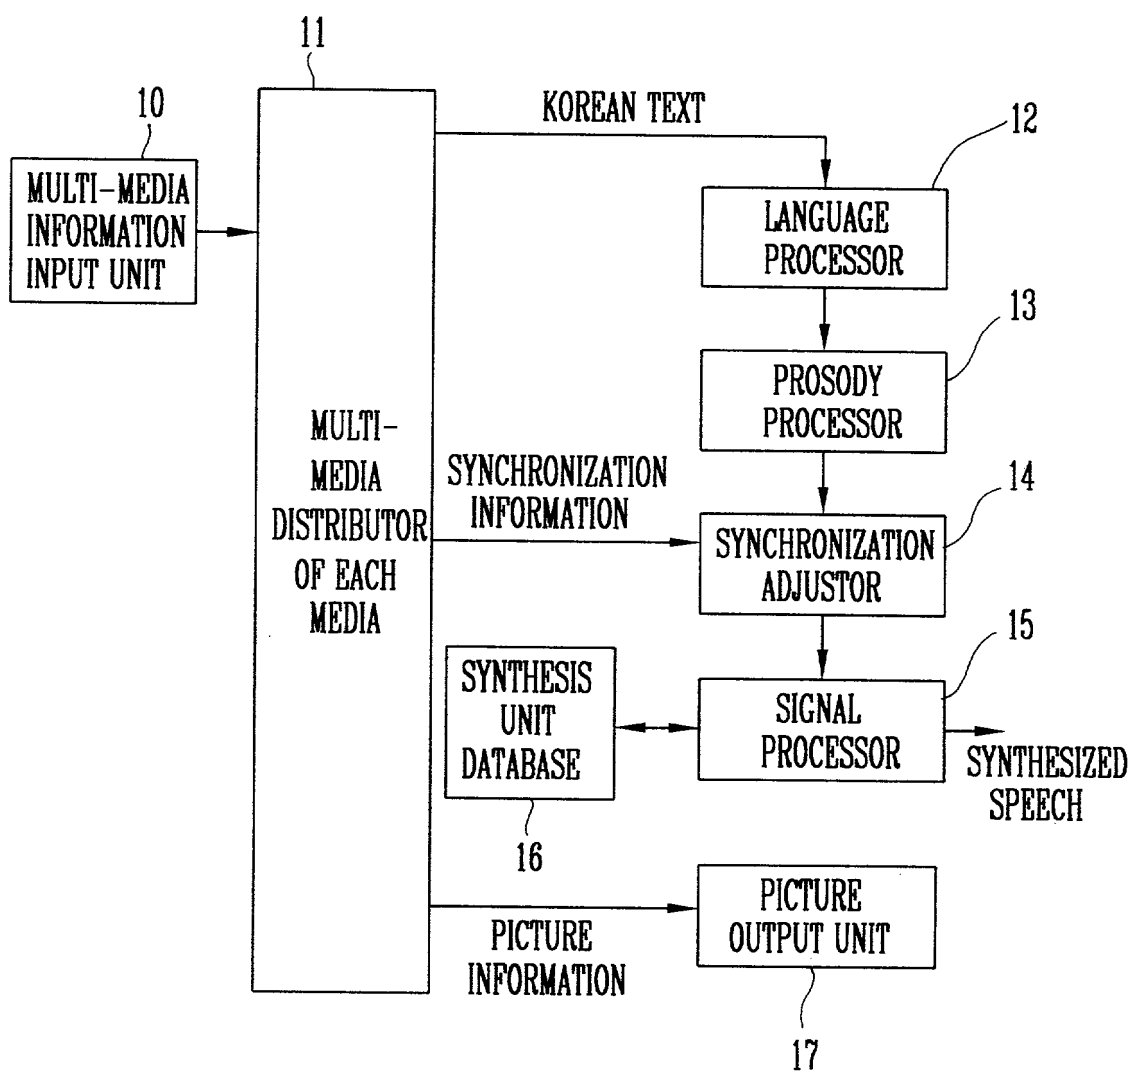 11
10
KOREAN TEXT
12
MULTI-MEDIA
INFORMATION
INPUT UNIT
LANGUAGE
PROCESSOR
13
PROSODY
PROCESSOR
MULTI-
MEDIA
DISTRIBUTOR
OF EACH
MEDIA
SYNCHRONIZATION
INFORMATION
14
SYNCHRONIZATION
ADJUSTOR
15
SYNTHESIS
UNIT
DATABASE
16
SIGNAL
PROCESSOR
SYNTHESIZED
SPEECH
PICTURE
INFORMATION
PICTURE
OUTPUT UNIT
17